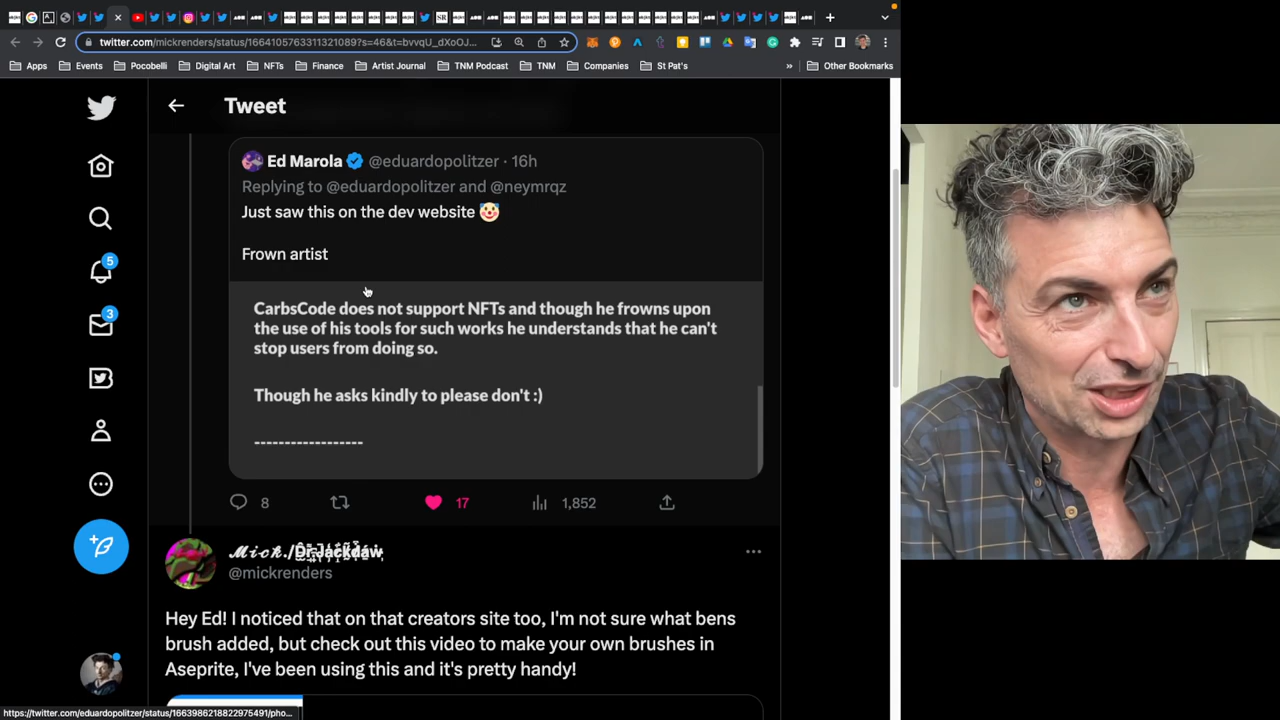 twitter.com/mickrenders/status/1664105763311321089?s=46&t=bvvqU_dXoOJ...
Apps
Events
Pocobelli
Digital Art
NFTs
Finance
Artist Journal
TNM Podcast
TNM
Companies
St Pat's
»
Other Bookmarks
Tweet
Ed Marola @eduardopolitzer · 16h
Replying to @eduardopolitzer and @neymrqz
Just saw this on the dev website 🤡
Frown artist
CarbsCode does not support NFTs and though he frowns upon
the use of his tools for such works he understands that he can't
stop users from doing so.
Though he asks kindly to please don't :)
------------------
8
17
1,852
5
3
𝓜𝓲𝓬𝓴./Dr.Jackdaw
@mickrenders
Hey Ed! I noticed that on that creators site too, I'm not sure what bens
brush added, but check out this video to make your own brushes in
Aseprite, I've been using this and it's pretty handy!
https://twitter.com/eduardopolitzer/status/1663986218822975491/pho...